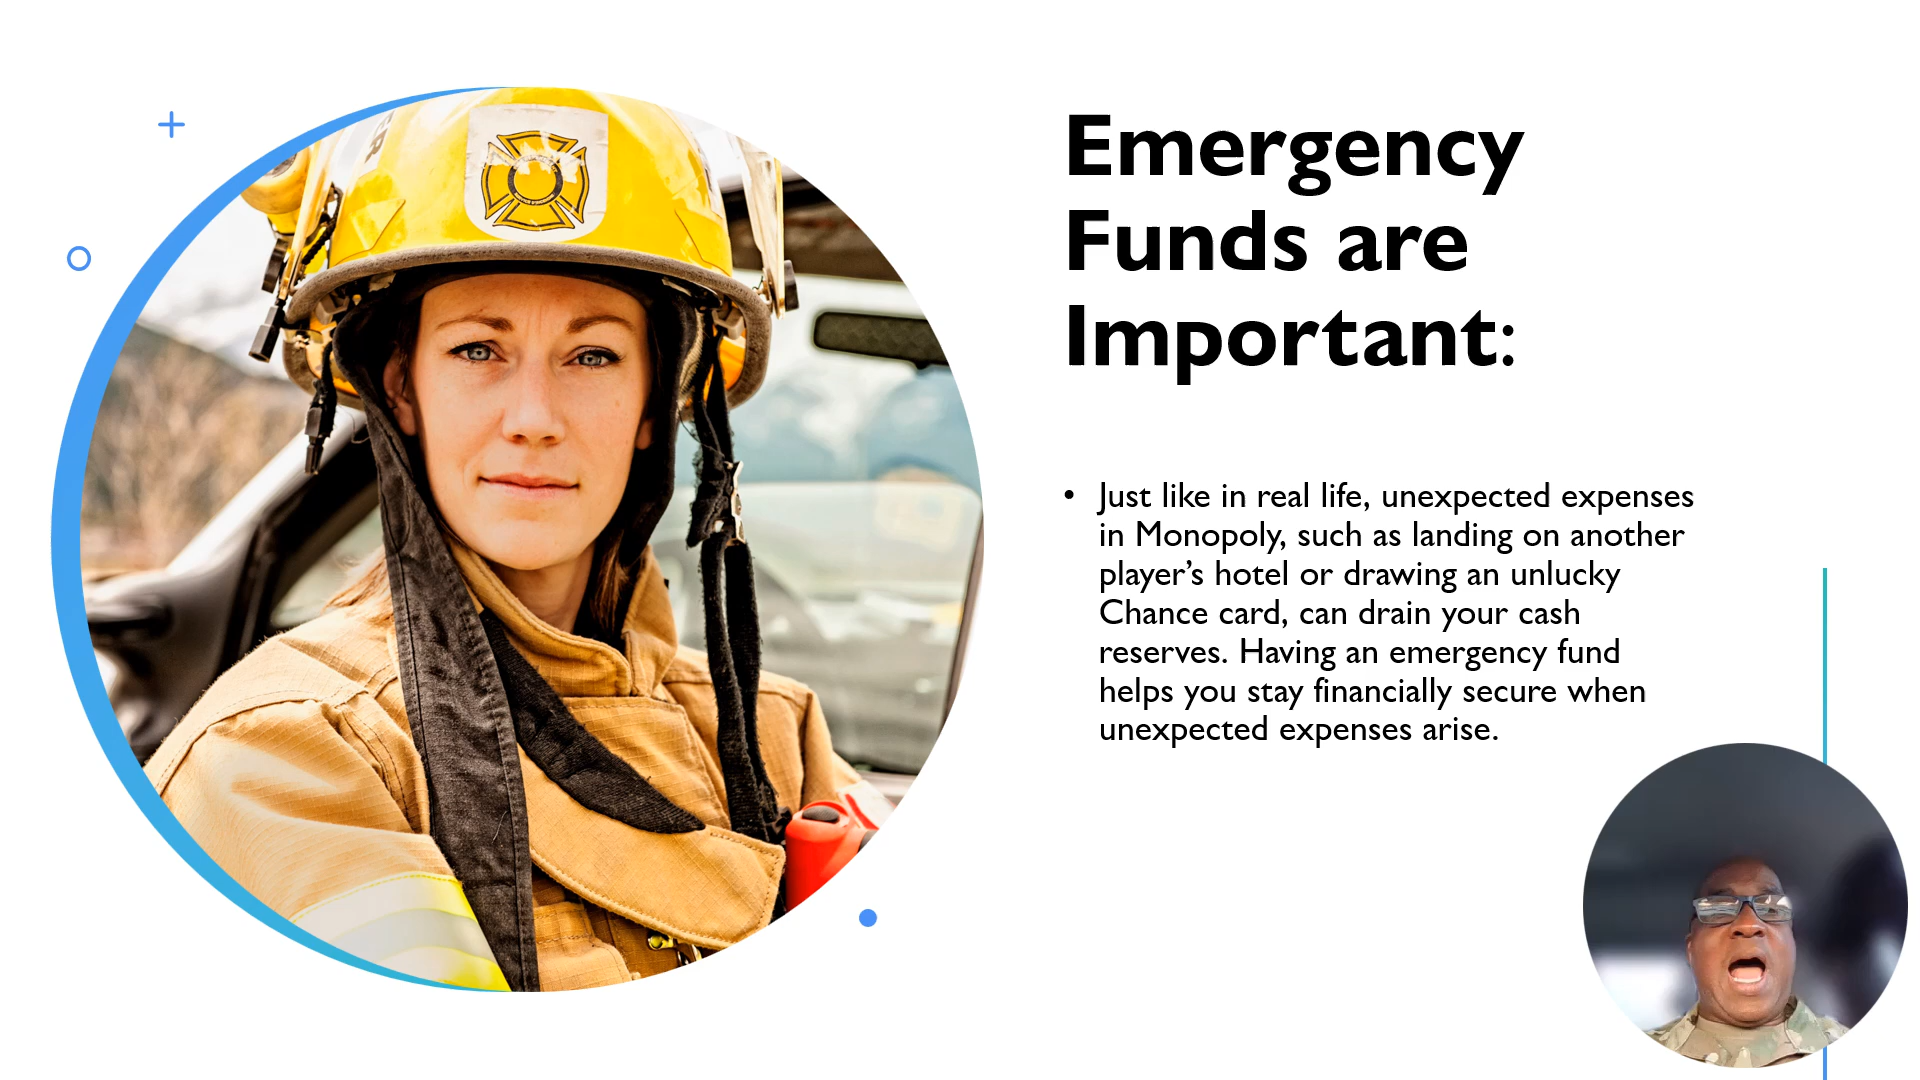 ER
Emergency
Funds are
Important:
• Just like in real life, unexpected expenses
in Monopoly, such as landing on another
player’s hotel or drawing an unlucky
Chance card, can drain your cash
reserves. Having an emergency fund
helps you stay financially secure when
unexpected expenses arise.